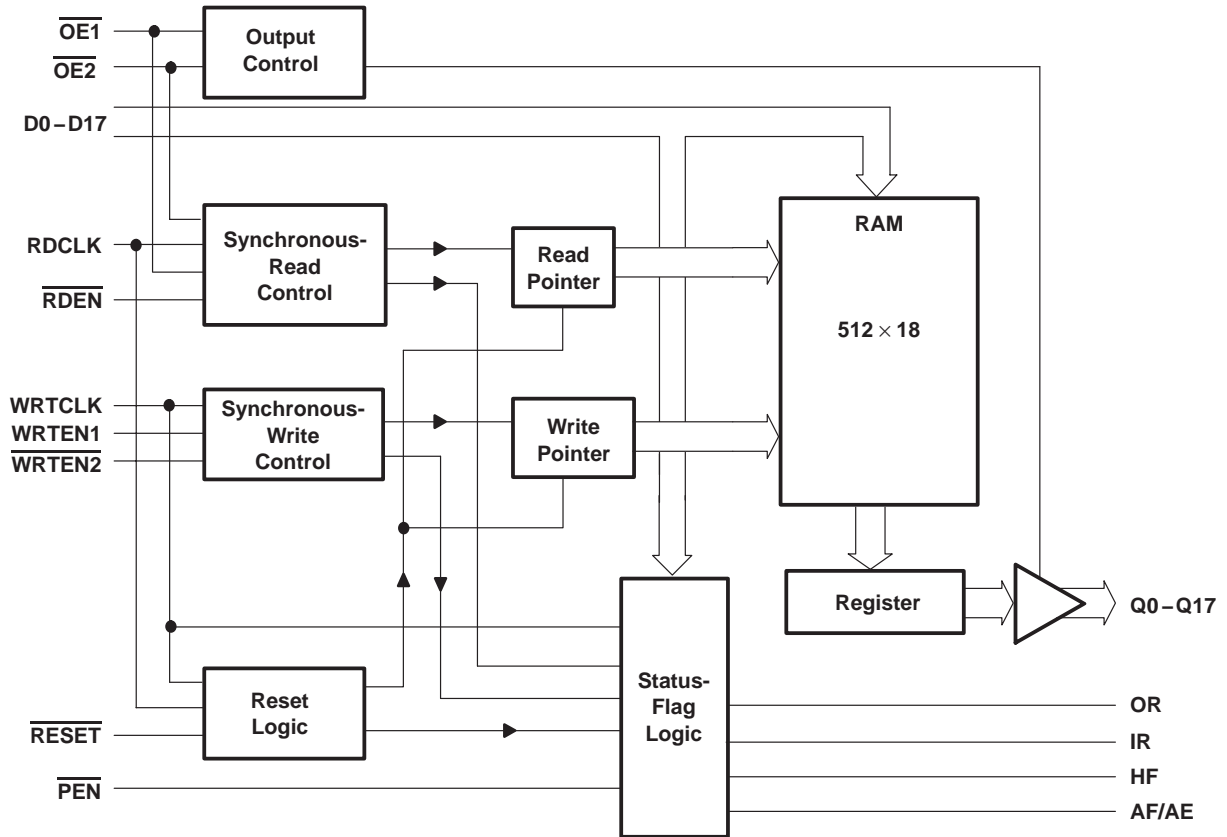 OE1
OE2
Output
Control
D0–D17
RDCLK
RDEN
Synchronous-
Read
Control
Read
Pointer
RAM
512 × 18
WRTCLK
WRTEN1
WRTEN2
Synchronous-
Write
Control
Write
Pointer
Register
Q0–Q17
RESET
PEN
Reset
Logic
Status-
Flag
Logic
OR
IR
HF
AF/AE